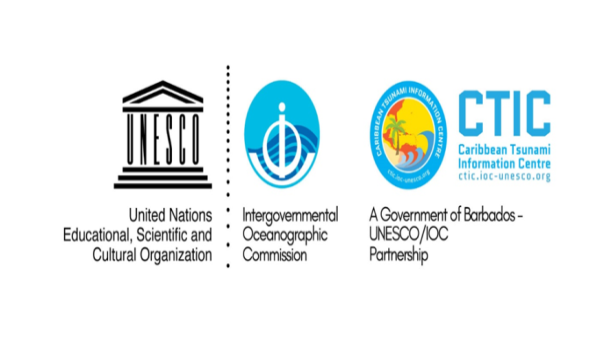 UNESCO
United Nations
Educational, Scientific and
Cultural Organization
Intergovernmental
Oceanographic
Commission
CARIBBEAN TSUNAMI INFORMATION CENTRE
ctic.ioc-unesco.org
CTIC
Caribbean Tsunami
Information Centre
ctic.ioc-unesco.org
A Government of Barbados -
UNESCO/IOC
Partnership